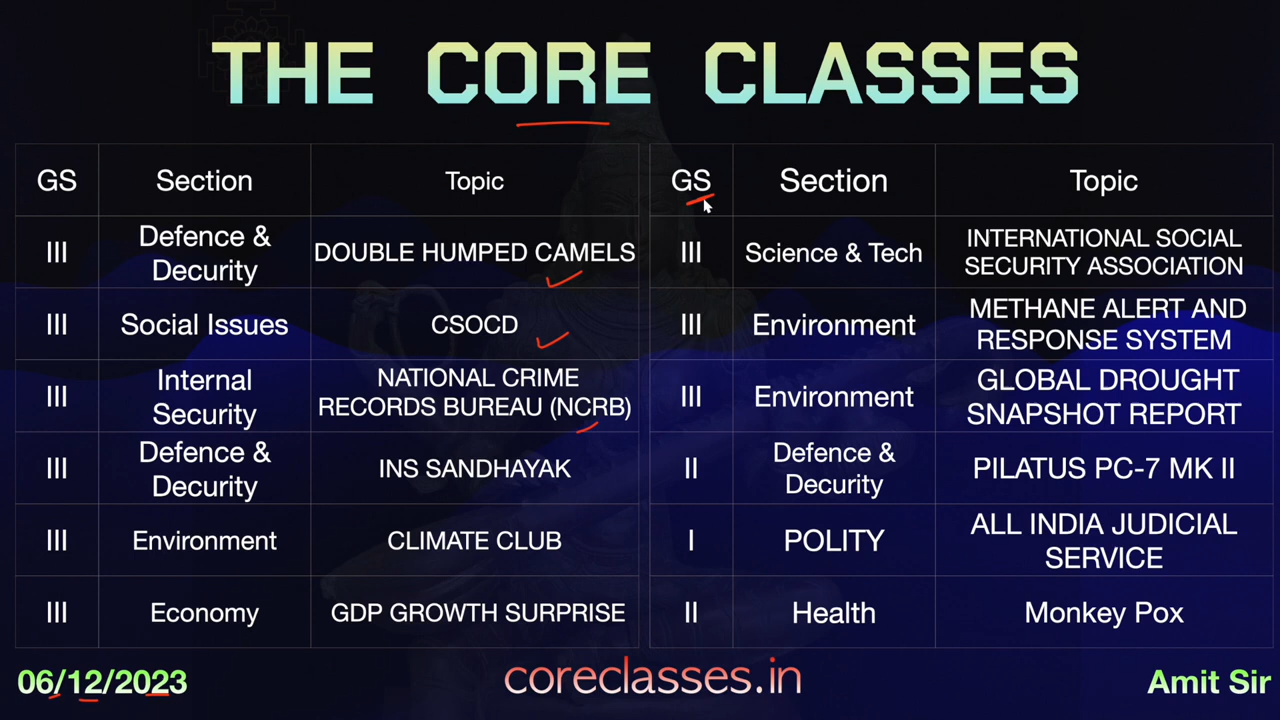 THE CORE CLASSES
GS Section Topic
III Defence & Decurity DOUBLE HUMPED CAMELS
III Social Issues CSOCD
III Internal Security NATIONAL CRIME RECORDS BUREAU (NCRB)
III Defence & Decurity INS SANDHAYAK
III Environment CLIMATE CLUB
III Economy GDP GROWTH SURPRISE
GS Section Topic
III Science & Tech INTERNATIONAL SOCIAL SECURITY ASSOCIATION
III Environment METHANE ALERT AND RESPONSE SYSTEM
III Environment GLOBAL DROUGHT SNAPSHOT REPORT
II Defence & Decurity PILATUS PC-7 MK II
I POLITY ALL INDIA JUDICIAL SERVICE
II Health Monkey Pox
06/12/2023
coreclasses.in
Amit Sir